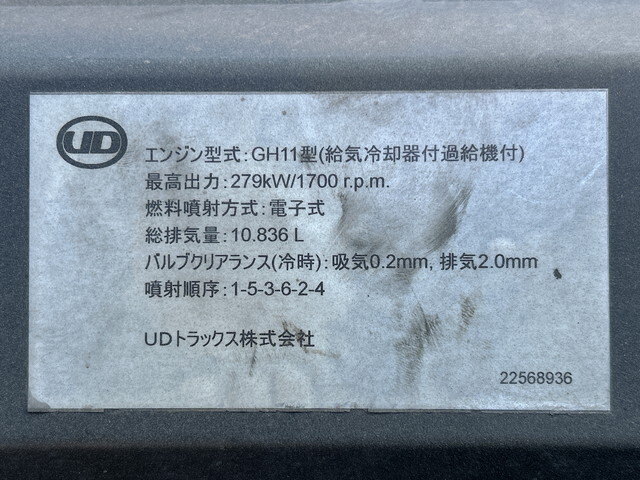 UD
エンジン型式:GH11型(給気冷却器付過給機付)
最高出力:279kW/1700 r.p.m.
燃料噴射方式:電子式
総排気量:10.836 L
バルブクリアランス(冷時):吸気0.2mm, 排気2.0mm
噴射順序:1-5-3-6-2-4
UDトラックス株式会社
22568936